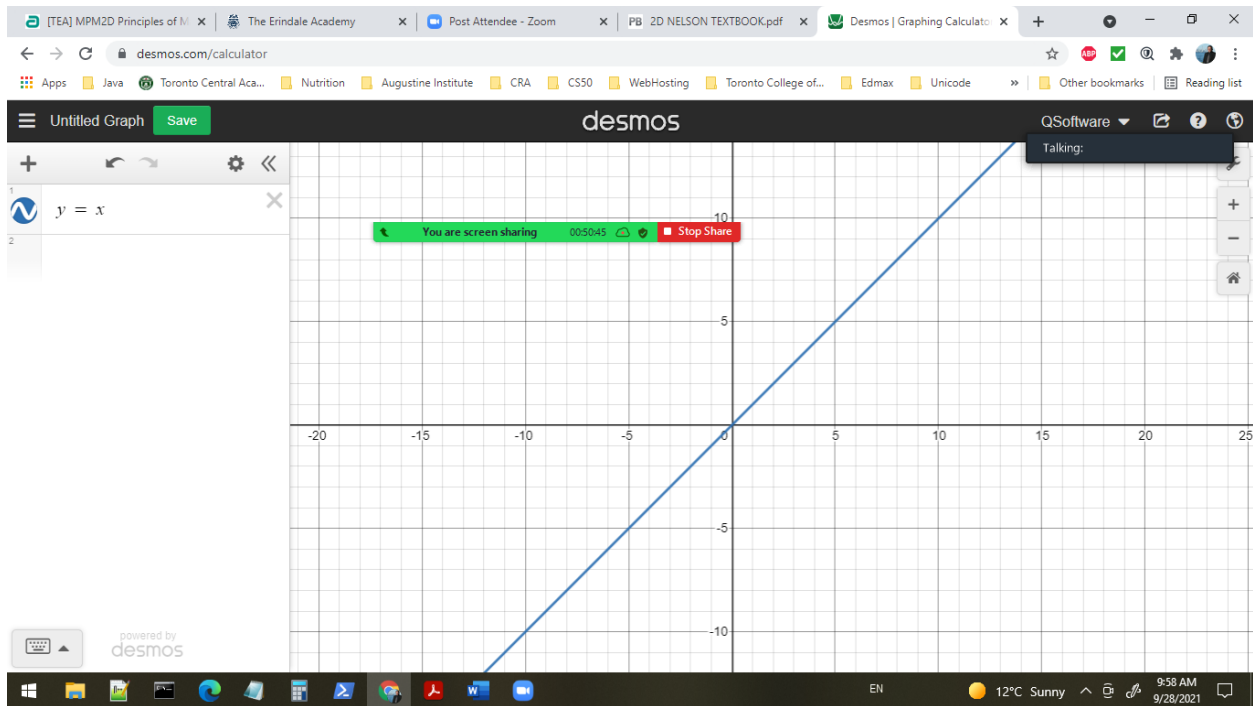 [TEA] MPM2D Principles of M
The Erindale Academy
Post Attendee - Zoom
PB 2D NELSON TEXTBOOK.pdf
Desmos | Graphing Calculato
desmos.com/calculator
ABP
Apps Java Toronto Central Aca... Nutrition Augustine Institute CRA CS50 WebHosting Toronto College of... Edmax Unicode » Other bookmarks Reading list
Untitled Graph Save desmos QSoftware
Talking:
1
y = x
2
You are screen sharing 00:50:45 Stop Share
10
5
-20 -15 -10 -5 0 5 10 15 20 25
-5
-10
powered by
desmos
EN 12°C Sunny 9:58 AM
9/28/2021